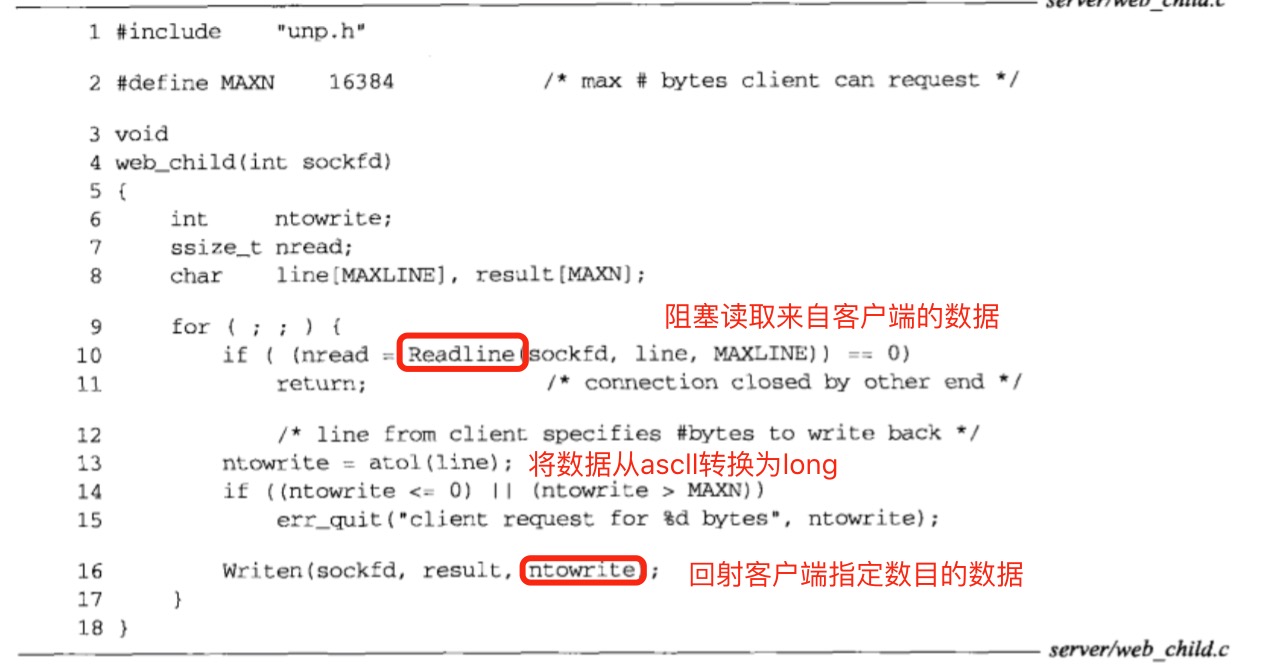 server/web_child.c
1 #include "unp.h"
2 #define MAXN 16384 /* max # bytes client can request */
3 void
4 web_child(int sockfd)
5 {
6 int ntowrite;
7 ssize_t nread;
8 char line[MAXLINE], result[MAXN];
9 for ( ; ; ) {
阻塞读取来自客户端的数据
10 if ( (nread = Readline(sockfd, line, MAXLINE)) == 0)
11 return; /* connection closed by other end */
12 /* line from client specifies #bytes to write back */
13 ntowrite = atol(line); 将数据从ascll转换为long
14 if ((ntowrite <= 0) || (ntowrite > MAXN))
15 err_quit("client request for %d bytes", ntowrite);
16 Writen(sockfd, result, ntowrite); 回射客户端指定数目的数据
17 }
18 }
server/web_child.c